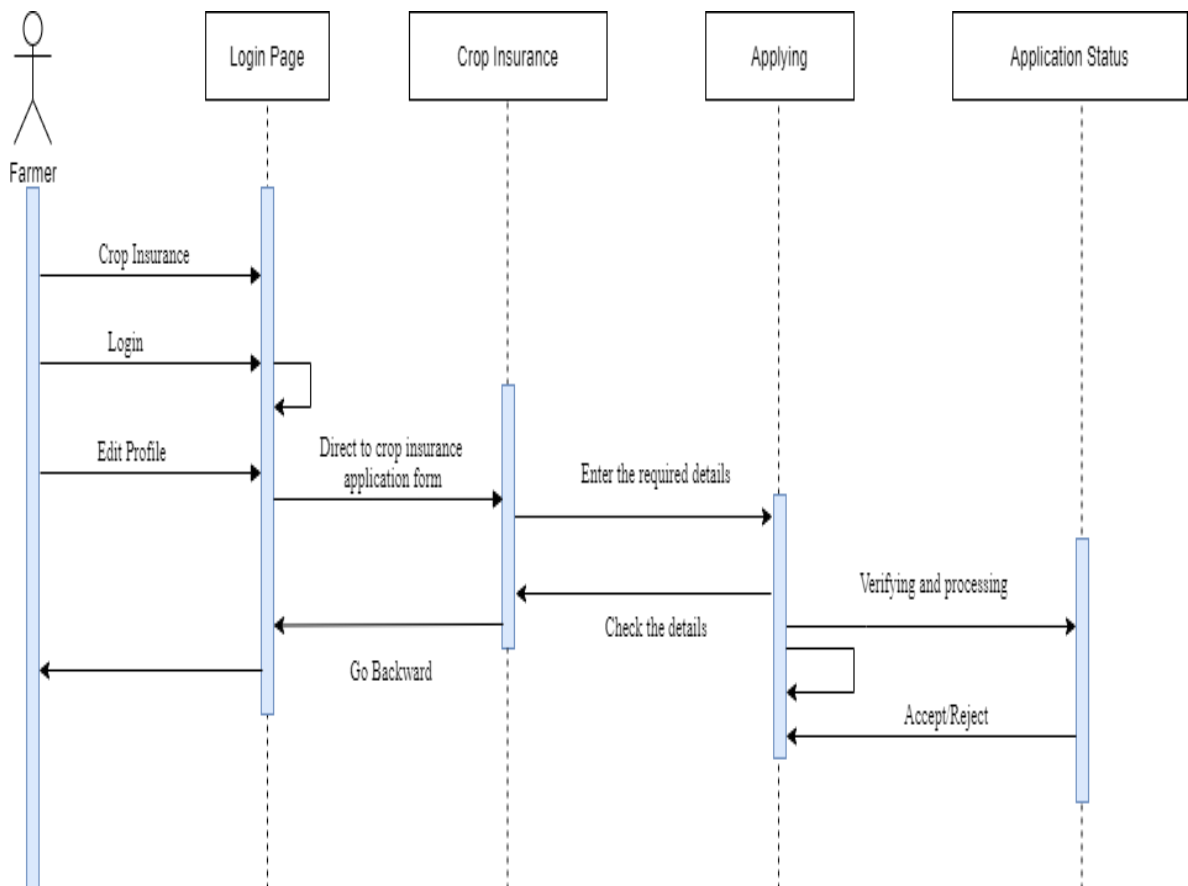 Login Page
Crop Insurance
Applying
Application Status
Farmer
Crop Insurance
Login
Edit Profile
Direct to crop insurance
application form
Enter the required details
Verifying and processing
Check the details
Go Backward
Accept/Reject